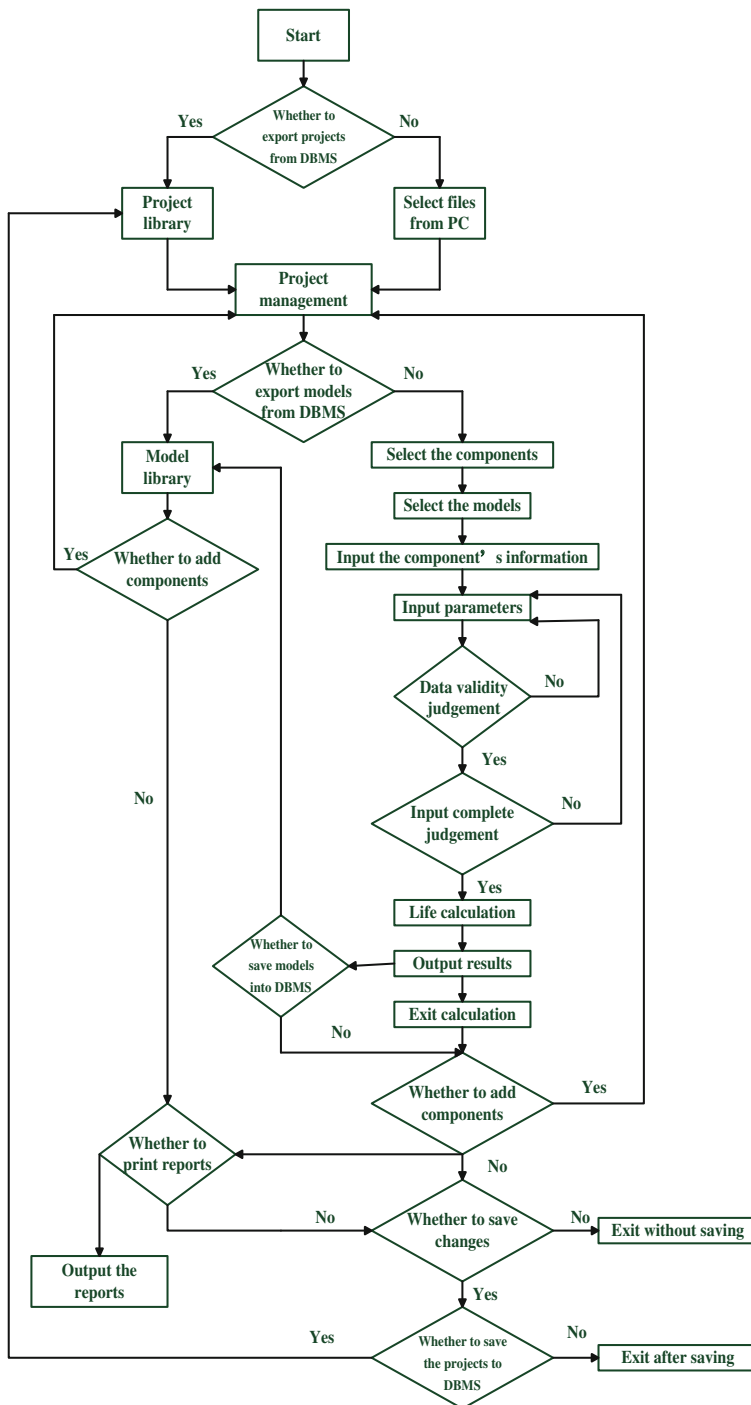 Start
Whether to
export projects
from DBMS
Yes
No
Project
library
Select files
from PC
Project
management
Whether to
export models
from DBMS
Yes
No
Model
library
Select the components
Select the models
Yes
Whether to add
components
Input the component’s information
Input parameters
Data validity
judgement
No
Yes
No
Input complete
judgement
No
Yes
Life calculation
Whether to
save models
into DBMS
Output results
Exit calculation
No
Whether to add
components
Yes
Whether to
print reports
No
No
Whether to save
changes
No
Exit without saving
Output the
reports
Yes
Yes
Whether to save
the projects to
DBMS
No
Exit after saving